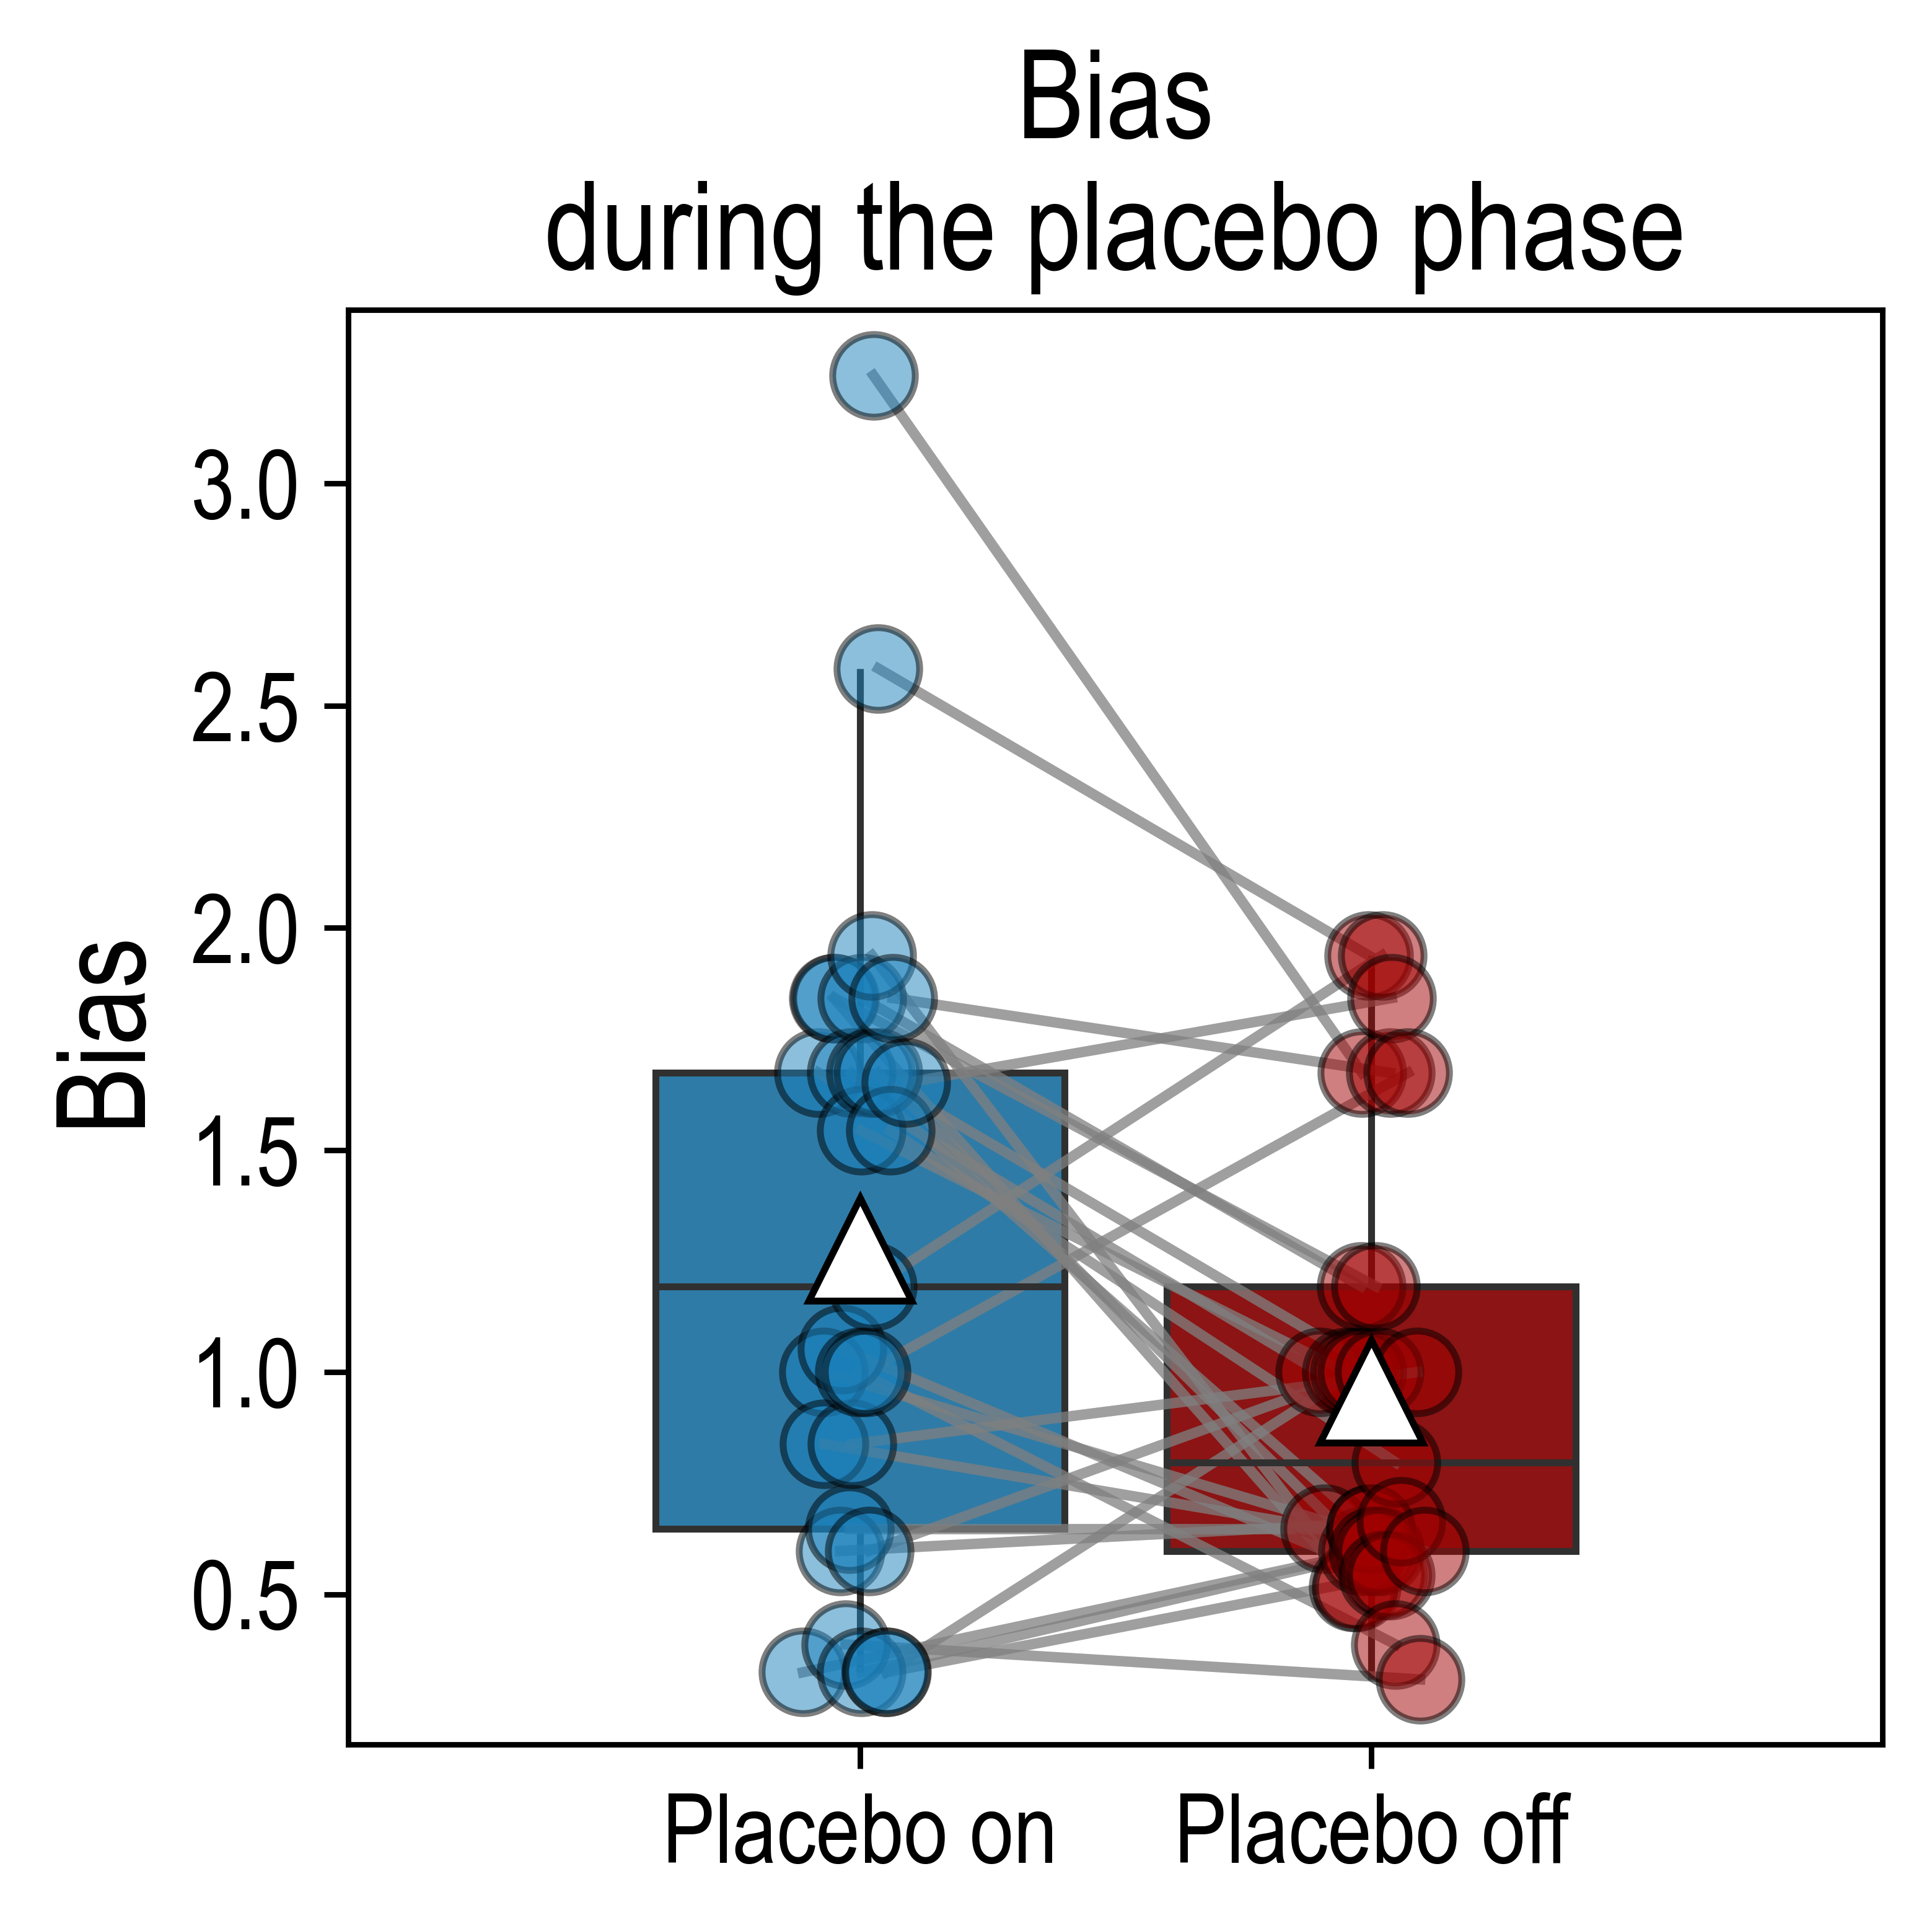 Bias
during the placebo phase
3.0
2.5
2.0
1.5
1.0
0.5
Bias
Placebo on
Placebo off